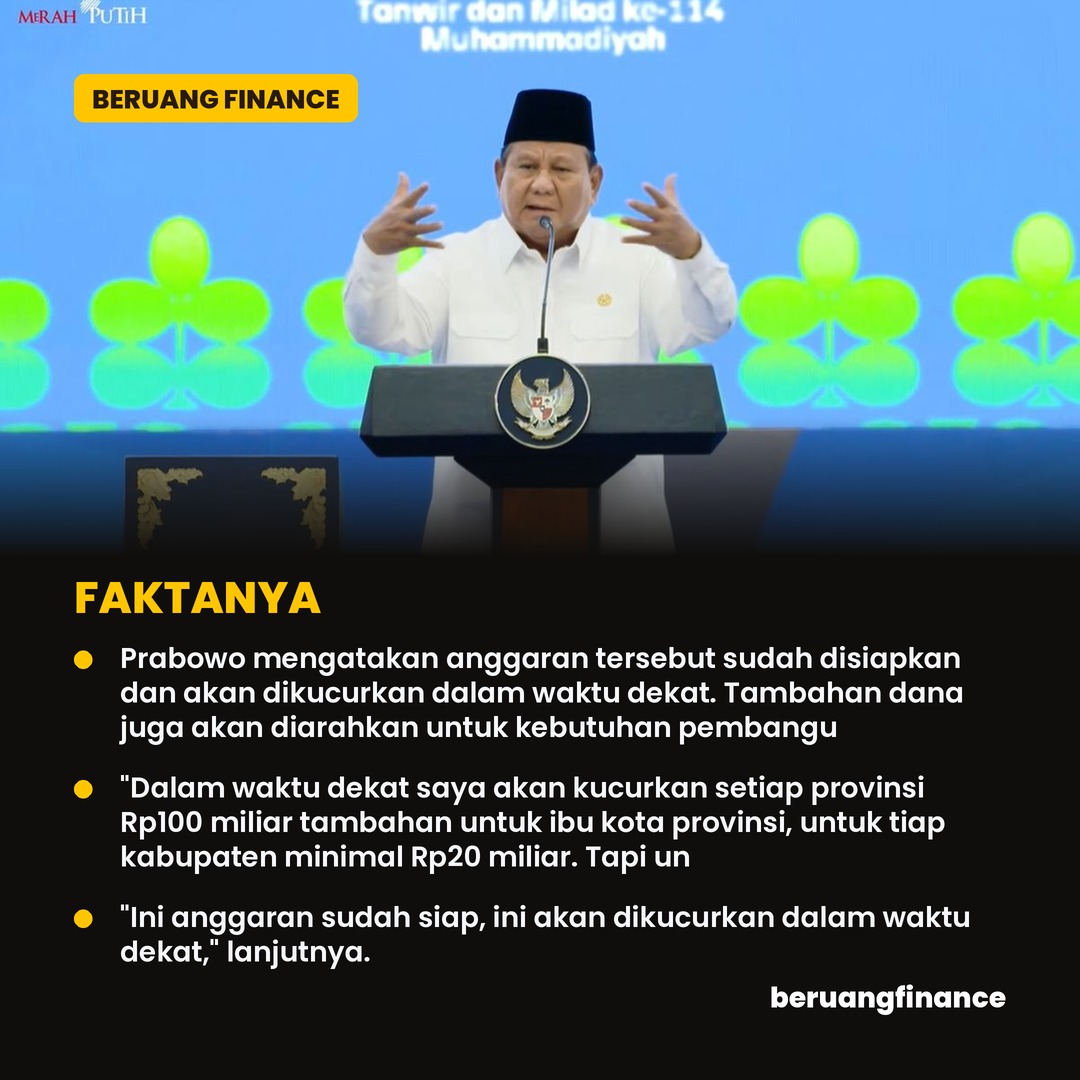 MERAH PUTIH
Tanwir dan Milad ke-114
Muhammadiyah
BERUANG FINANCE
FAKTANYA
Prabowo mengatakan anggaran tersebut sudah disiapkan
dan akan dikucurkan dalam waktu dekat. Tambahan dana
juga akan diarahkan untuk kebutuhan pembangu
"Dalam waktu dekat saya akan kucurkan setiap provinsi
Rp100 miliar tambahan untuk ibu kota provinsi, untuk tiap
kabupaten minimal Rp20 miliar. Tapi un
"Ini anggaran sudah siap, ini akan dikucurkan dalam waktu
dekat," lanjutnya.
beruangfinance